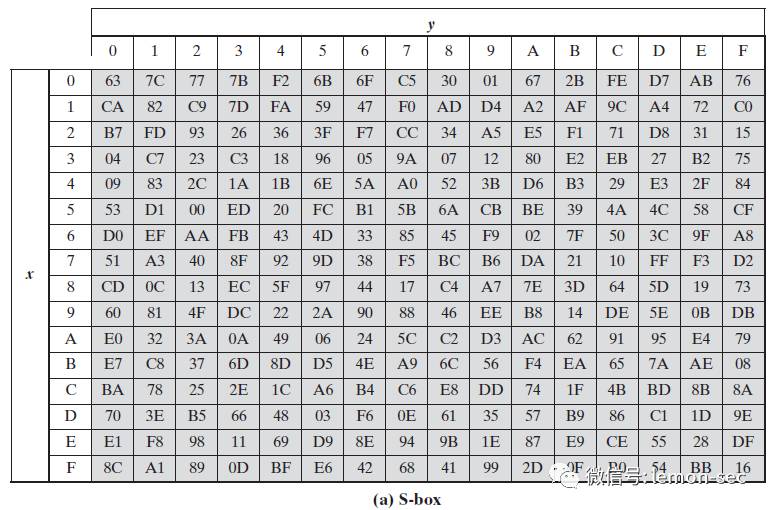 y
0 1 2 3 4 5 6 7 8 9 A B C D E F
0 63 7C 77 7B F2 6B 6F C5 30 01 67 2B FE D7 AB 76
1 CA 82 C9 7D FA 59 47 F0 AD D4 A2 AF 9C A4 72 C0
2 B7 FD 93 26 36 3F F7 CC 34 A5 E5 F1 71 D8 31 15
3 04 C7 23 C3 18 96 05 9A 07 12 80 E2 EB 27 B2 75
4 09 83 2C 1A 1B 6E 5A A0 52 3B D6 B3 29 E3 2F 84
5 53 D1 00 ED 20 FC B1 5B 6A CB BE 39 4A 4C 58 CF
6 D0 EF AA FB 43 4D 33 85 45 F9 02 7F 50 3C 9F A8
x 7 51 A3 40 8F 92 9D 38 F5 BC B6 DA 21 10 FF F3 D2
8 CD 0C 13 EC 5F 97 44 17 C4 A7 7E 3D 64 5D 19 73
9 60 81 4F DC 22 2A 90 88 46 EE B8 14 DE 5E 0B DB
A E0 32 3A 0A 49 06 24 5C C2 D3 AC 62 91 95 E4 79
B E7 C8 37 6D 8D D5 4E A9 6C 56 F4 EA 65 7A AE 08
C BA 78 25 2E 1C A6 B4 C6 E8 DD 74 1F 4B BD 8B 8A
D 70 3E B5 66 48 03 F6 0E 61 35 57 B9 86 C1 1D 9E
E E1 F8 98 11 69 D9 8E 94 9B 1E 87 E9 CE 55 28 DF
F 8C A1 89 0D BF E6 42 68 41 99 2D 0F B0 54 BB 16
微信号: lemon-sec
(a) S-box